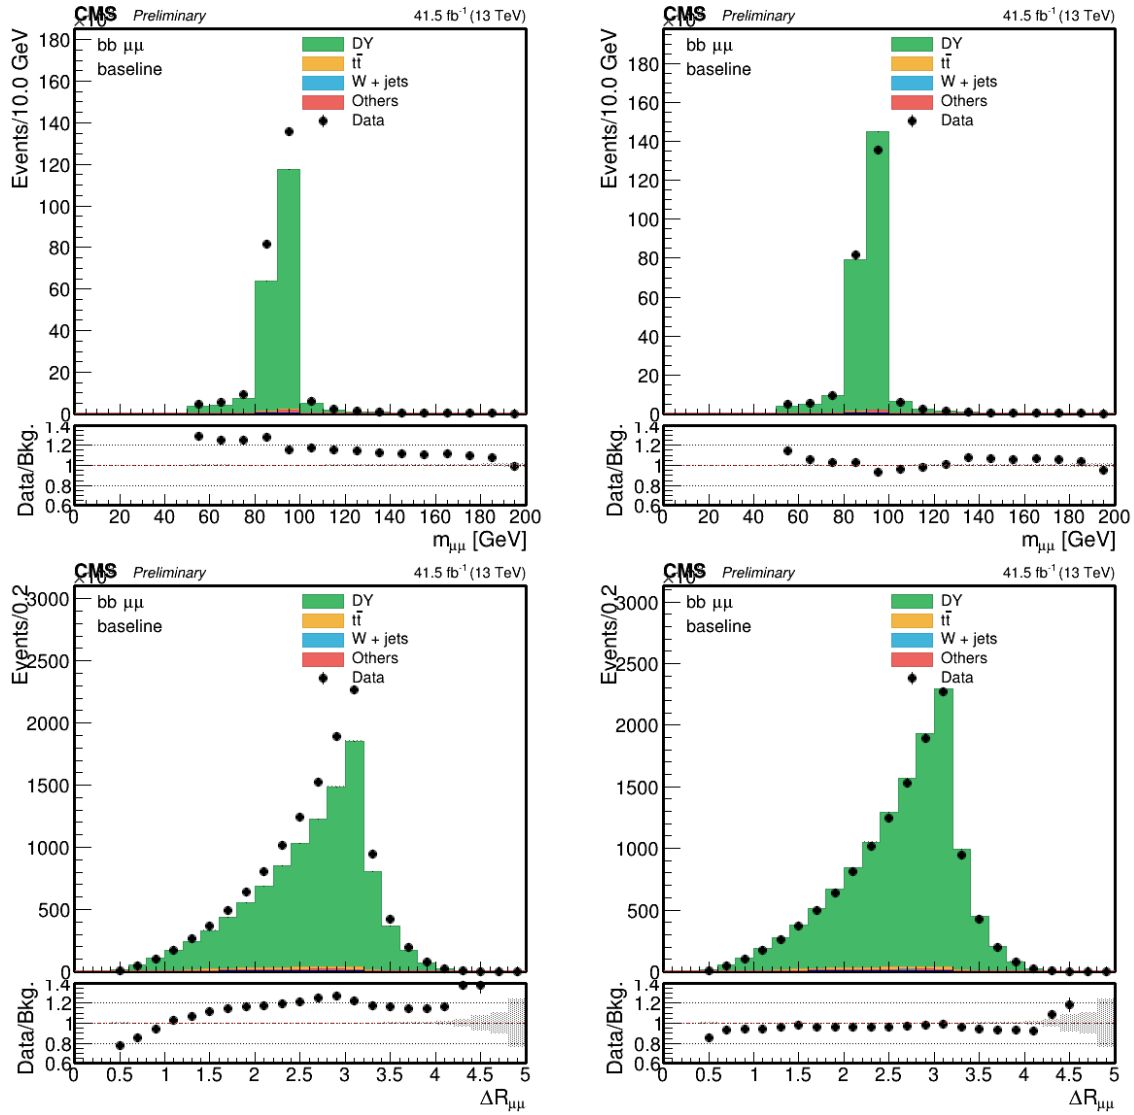 CMS Preliminary 41.5 fb⁻¹ (13 TeV)
Events/10.0 GeV
bb μμ
baseline
DY
tt̄
W + jets
Others
Data
180
160
140
120
100
80
60
40
20
0
Data/Bkg.
1.4
1.2
1
0.8
0.6
0 20 40 60 80 100 120 140 160 180 200
m_μμ [GeV]
CMS Preliminary 41.5 fb⁻¹ (13 TeV)
Events/10.0 GeV
bb μμ
baseline
DY
tt̄
W + jets
Others
Data
180
160
140
120
100
80
60
40
20
0
Data/Bkg.
1.4
1.2
1
0.8
0.6
0 20 40 60 80 100 120 140 160 180 200
m_μμ [GeV]
CMS Preliminary 41.5 fb⁻¹ (13 TeV)
Events/0.2
bb μμ
baseline
DY
tt̄
W + jets
Others
Data
3000
2500
2000
1500
1000
500
0
Data/Bkg.
1.4
1.2
1
0.8
0.6
0 0.5 1 1.5 2 2.5 3 3.5 4 4.5 5
ΔR_μμ
CMS Preliminary 41.5 fb⁻¹ (13 TeV)
Events/0.2
bb μμ
baseline
DY
tt̄
W + jets
Others
Data
3000
2500
2000
1500
1000
500
0
Data/Bkg.
1.4
1.2
1
0.8
0.6
0 0.5 1 1.5 2 2.5 3 3.5 4 4.5 5
ΔR_μμ